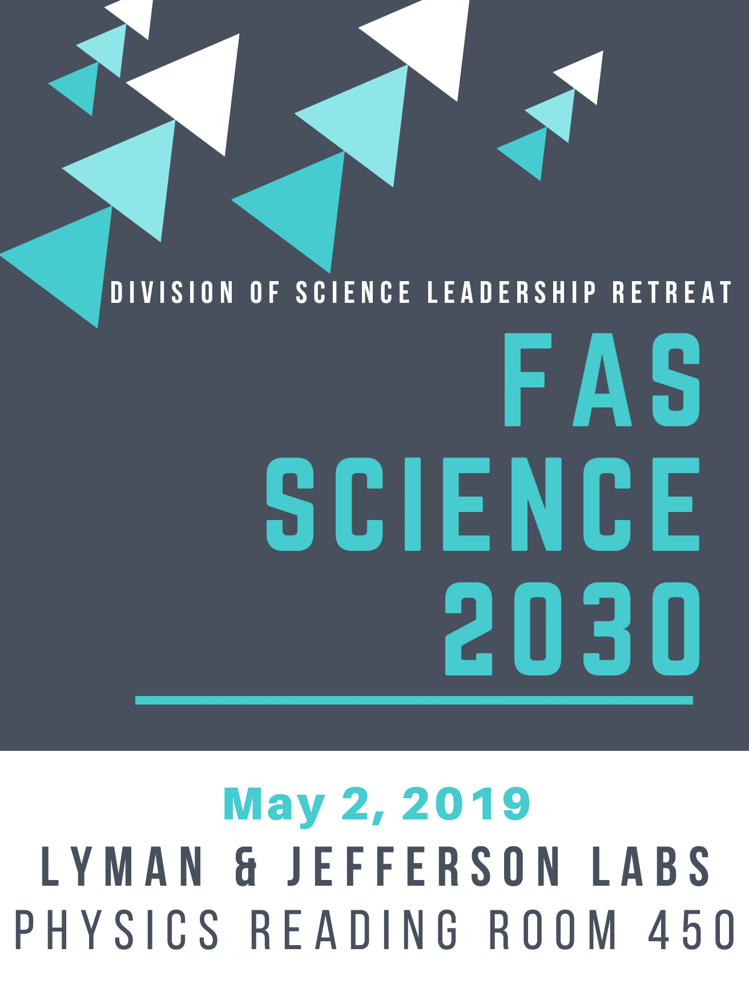 DIVISION OF SCIENCE LEADERSHIP RETREAT
FAS
SCIENCE
2030
May 2, 2019
LYMAN & JEFFERSON LABS
PHYSICS READING ROOM 450